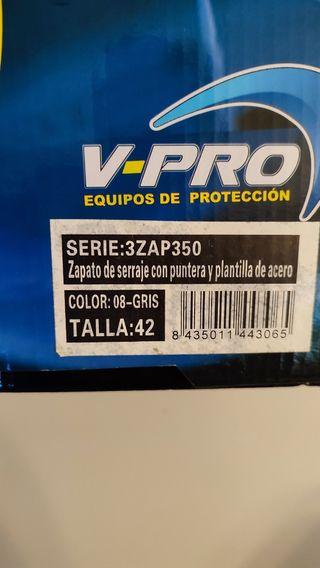 V-PRO
EQUIPOS DE PROTECCIÓN
SERIE:3ZAP350
Zapato de serraje con puntera y plantilla de acero
COLOR: 08-GRIS
TALLA:42
8 435011 443065